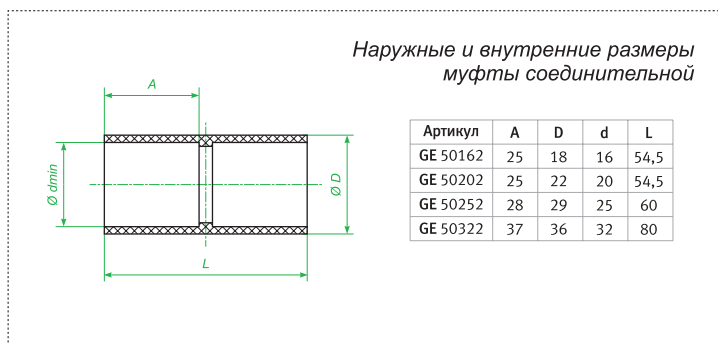 Наружные и внутренние размеры
муфты соединительной
A
Ø dmin
Ø D
L
Артикул A D d L
GE 50162 25 18 16 54,5
GE 50202 25 22 20 54,5
GE 50252 28 29 25 60
GE 50322 37 36 32 80